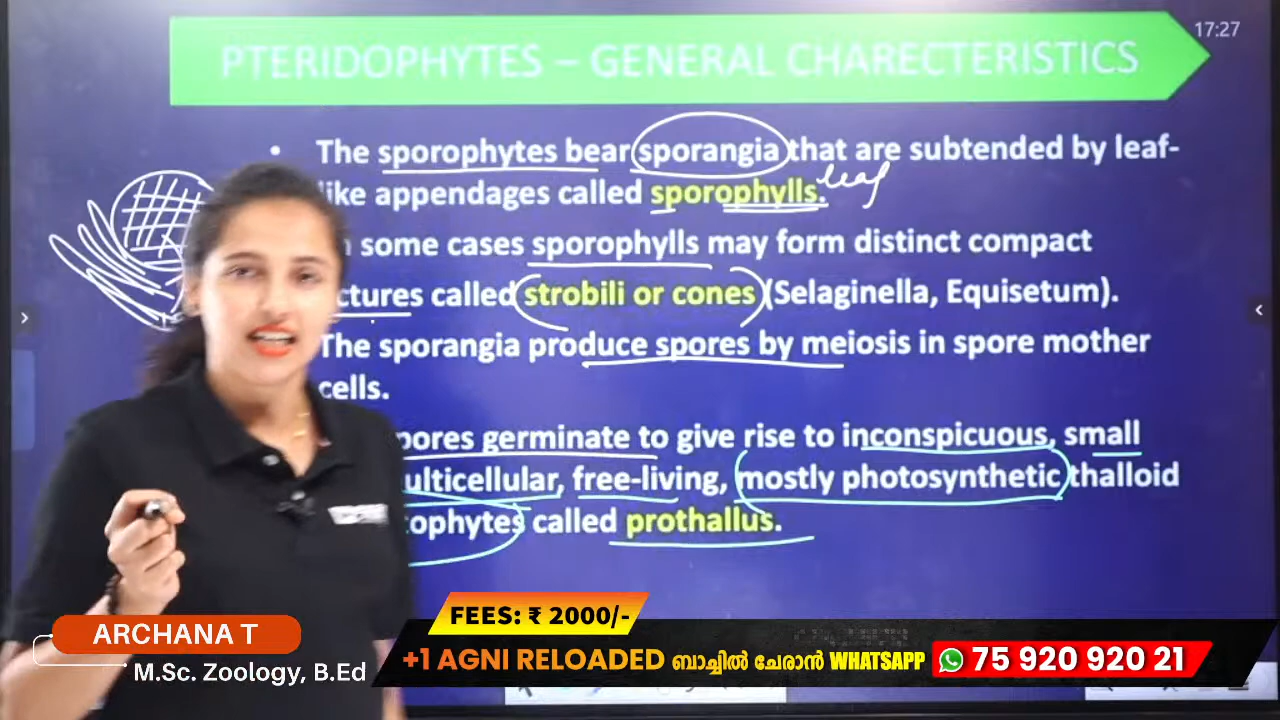 PTERIDOPHYTES – GENERAL CHARECTERISTICS
17:27
• The sporophytes bear sporangia that are subtended by leaf-
like appendages called sporophylls. leaf
some cases sporophylls may form distinct compact
ctures called strobili or cones (Selaginella, Equisetum).
The sporangia produce spores by meiosis in spore mother
cells.
pores germinate to give rise to inconspicuous, small
ulticellular, free-living, mostly photosynthetic thalloid
tophytes called prothallus.
FEES: ₹ 2000/-
ARCHANA T
M.Sc. Zoology, B.Ed
+1 AGNI RELOADED ബാച്ചിൽ ചേരാൻ WHATSAPP 75 920 920 21